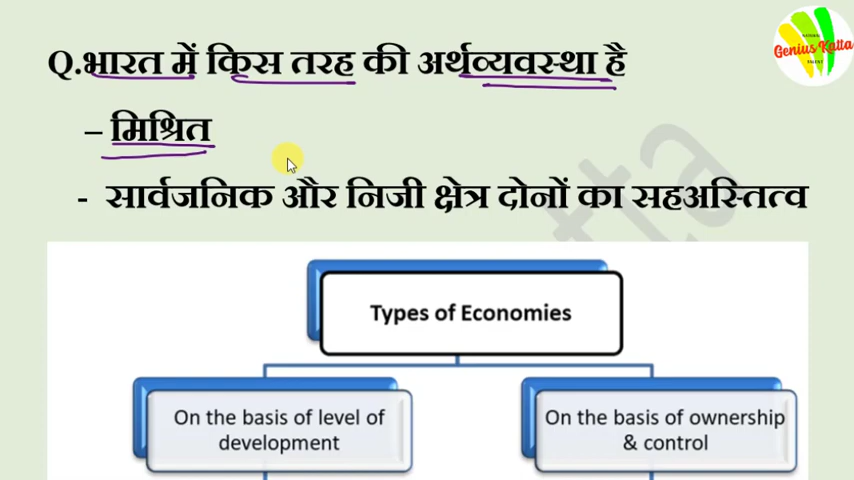 Q.भारत में किस तरह की अर्थव्यवस्था है
– मिश्रित
- सार्वजनिक और निजी क्षेत्र दोनों का सहअस्तित्व
Types of Economies
On the basis of level of
development
On the basis of ownership
& control
Genius Katta